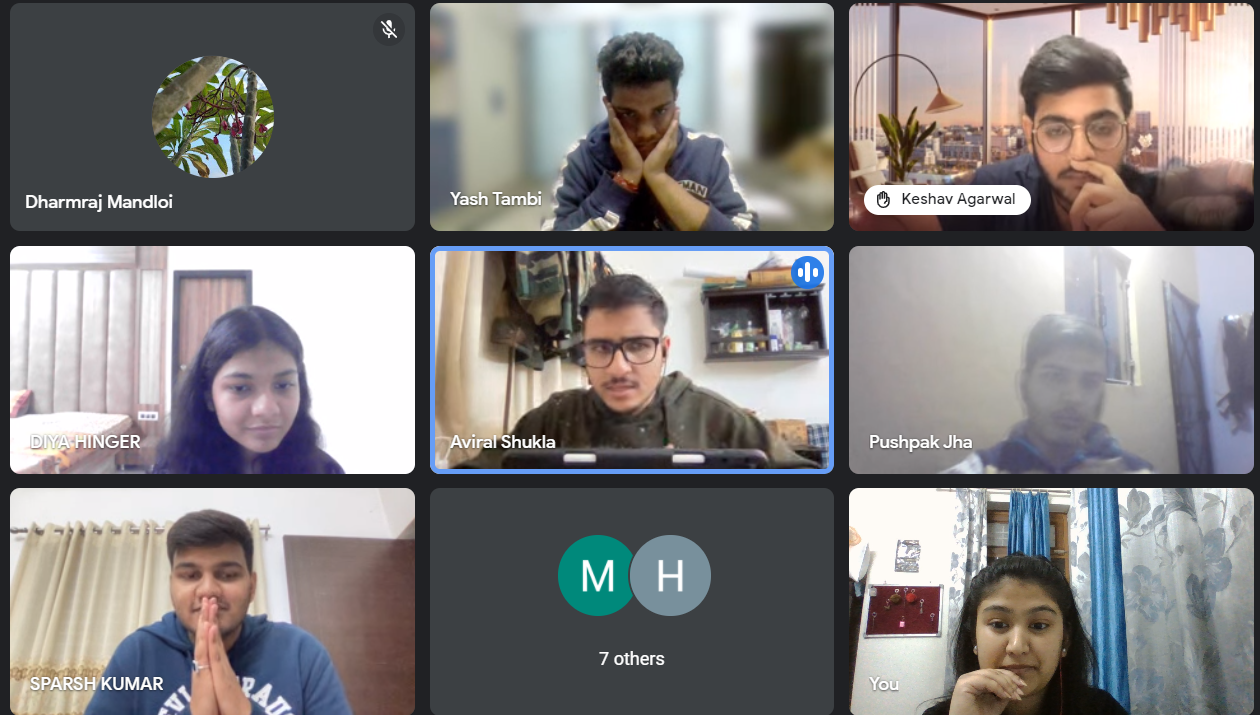 Dharmraj Mandloi
Yash Tambi
Keshav Agarwal
DIYA HINGER
Aviral Shukla
Pushpak Jha
SPARSH KUMAR
M H
7 others
You